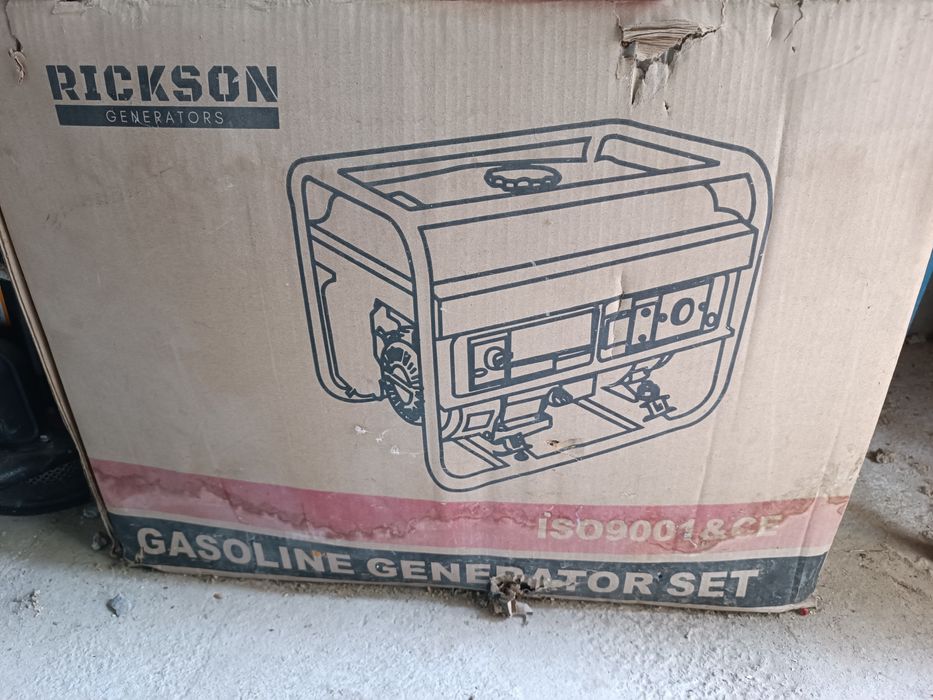 RICKSON
GENERATORS
ISO9001&CE
GASOLINE GENERATOR SET